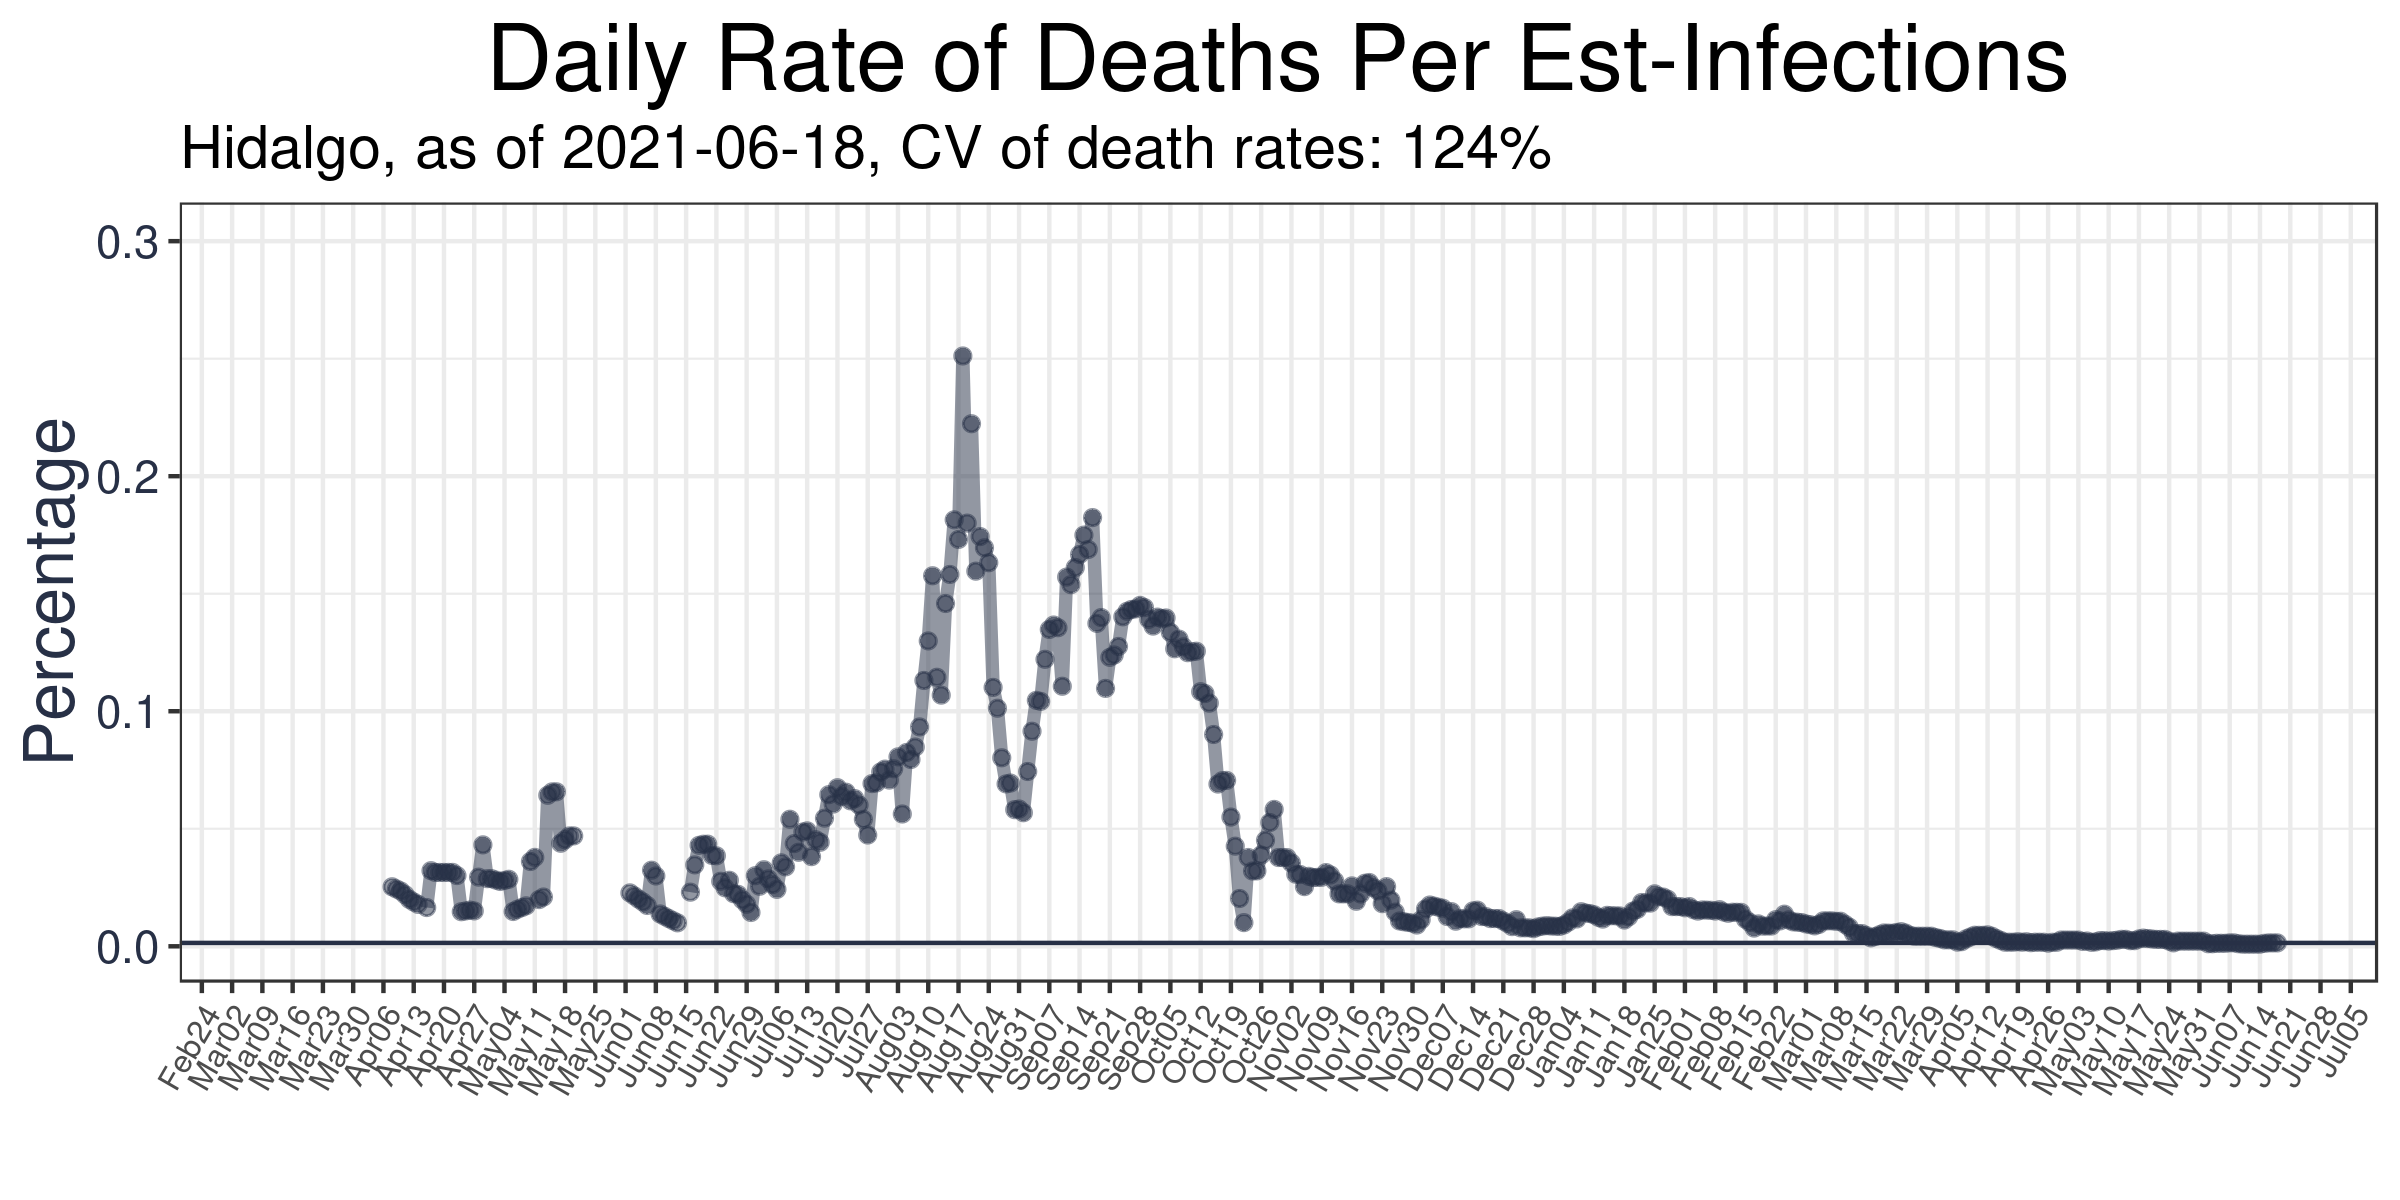 Daily Rate of Deaths Per Est-Infections
Hidalgo, as of 2021-06-18, CV of death rates: 124%
Percentage
0.3
0.2
0.1
0.0
Feb24
Mar02
Mar09
Mar16
Mar23
Mar30
Apr06
Apr13
Apr20
Apr27
May04
May11
May18
May25
Jun01
Jun08
Jun15
Jun22
Jun29
Jul06
Jul13
Jul20
Jul27
Aug03
Aug10
Aug17
Aug24
Aug31
Sep07
Sep14
Sep21
Sep28
Oct05
Oct12
Oct19
Oct26
Nov02
Nov09
Nov16
Nov23
Nov30
Dec07
Dec14
Dec21
Dec28
Jan04
Jan11
Jan18
Jan25
Feb01
Feb08
Feb15
Feb22
Mar01
Mar08
Mar15
Mar22
Mar29
Apr05
Apr12
Apr19
Apr26
May03
May10
May17
May24
May31
Jun07
Jun14
Jun21
Jun28
Jul05